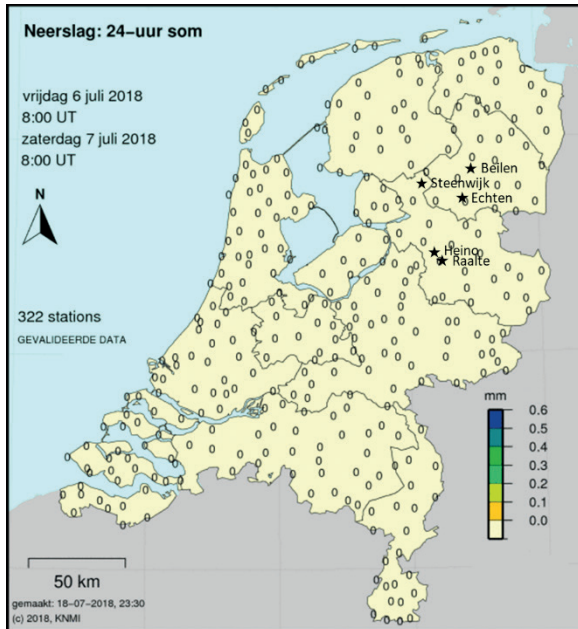 Neerslag: 24-uur som
vrijdag 6 juli 2018
8:00 UT
zaterdag 7 juli 2018
8:00 UT
N
Beilen
Steenwijk
Echten
Heino
Raalte
322 stations
GEVALIDEERDE DATA
mm
0.6
0.5
0.4
0.3
0.2
0.1
0.0
50 km
gemaakt: 18-07-2018, 23:30
(c) 2018, KNMI